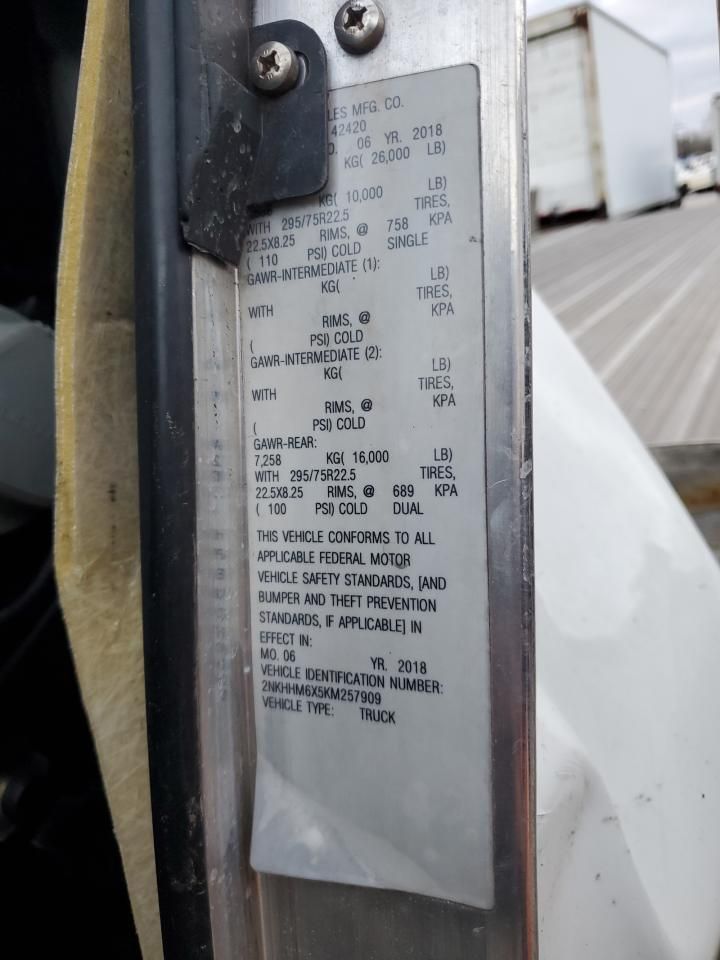 LES MFG. CO.
42420
O. 06 YR. 2018
KG( 26,000 LB)
KG( 10,000 LB)
WITH 295/75R22.5 TIRES,
22.5X8.25 RIMS, @ 758 KPA
( 110 PSI) COLD SINGLE
GAWR-INTERMEDIATE (1):
KG( LB)
WITH TIRES,
RIMS, @ KPA
( PSI) COLD
GAWR-INTERMEDIATE (2):
KG( LB)
WITH TIRES,
RIMS, @ KPA
( PSI) COLD
GAWR-REAR:
7,258 KG( 16,000 LB)
WITH 295/75R22.5 TIRES,
22.5X8.25 RIMS, @ 689 KPA
( 100 PSI) COLD DUAL
THIS VEHICLE CONFORMS TO ALL
APPLICABLE FEDERAL MOTOR
VEHICLE SAFETY STANDARDS, [AND
BUMPER AND THEFT PREVENTION
STANDARDS, IF APPLICABLE] IN
EFFECT IN:
MO. 06 YR. 2018
VEHICLE IDENTIFICATION NUMBER:
2NKHHM6X5KM257909
VEHICLE TYPE: TRUCK